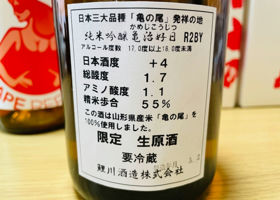 日本三大品種「亀の尾」発祥の地
かめじこうじつ
純米吟醸亀治好日 R2BY
アルコール度数 17.0度以上18.0度未満
日本酒度 +4
総酸度 1.7
アミノ酸度 1.1
精米歩合 55%
この酒は山形県産米「亀の尾」を
100%使用しました。
限定 生原酒
要冷蔵
鯉川酒造株式会社